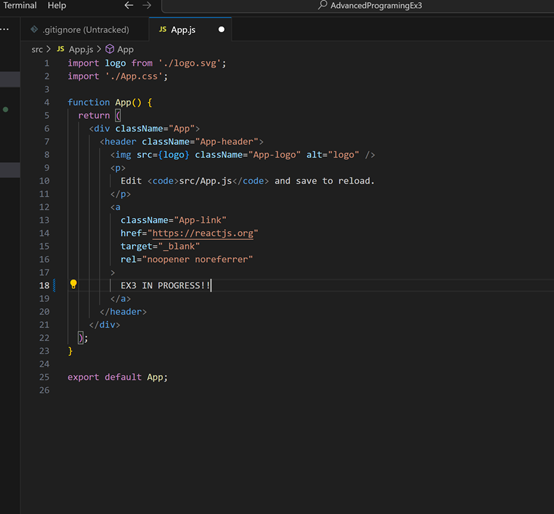 Terminal Help AdvancedProgramingEx3
.gitignore (Untracked) JS App.js
src > JS App.js > App
1 import logo from './logo.svg';
2 import './App.css';
3
4 function App() {
5 return (
6 <div className="App">
7 <header className="App-header">
8 <img src={logo} className="App-logo" alt="logo" />
9 <p>
10 Edit <code>src/App.js</code> and save to reload.
11 </p>
12 <a
13 className="App-link"
14 href="https://reactjs.org"
15 target="_blank"
16 rel="noopener noreferrer"
17 >
18 EX3 IN PROGRESS!!
19 </a>
20 </header>
21 </div>
22 );
23 }
24
25 export default App;
26